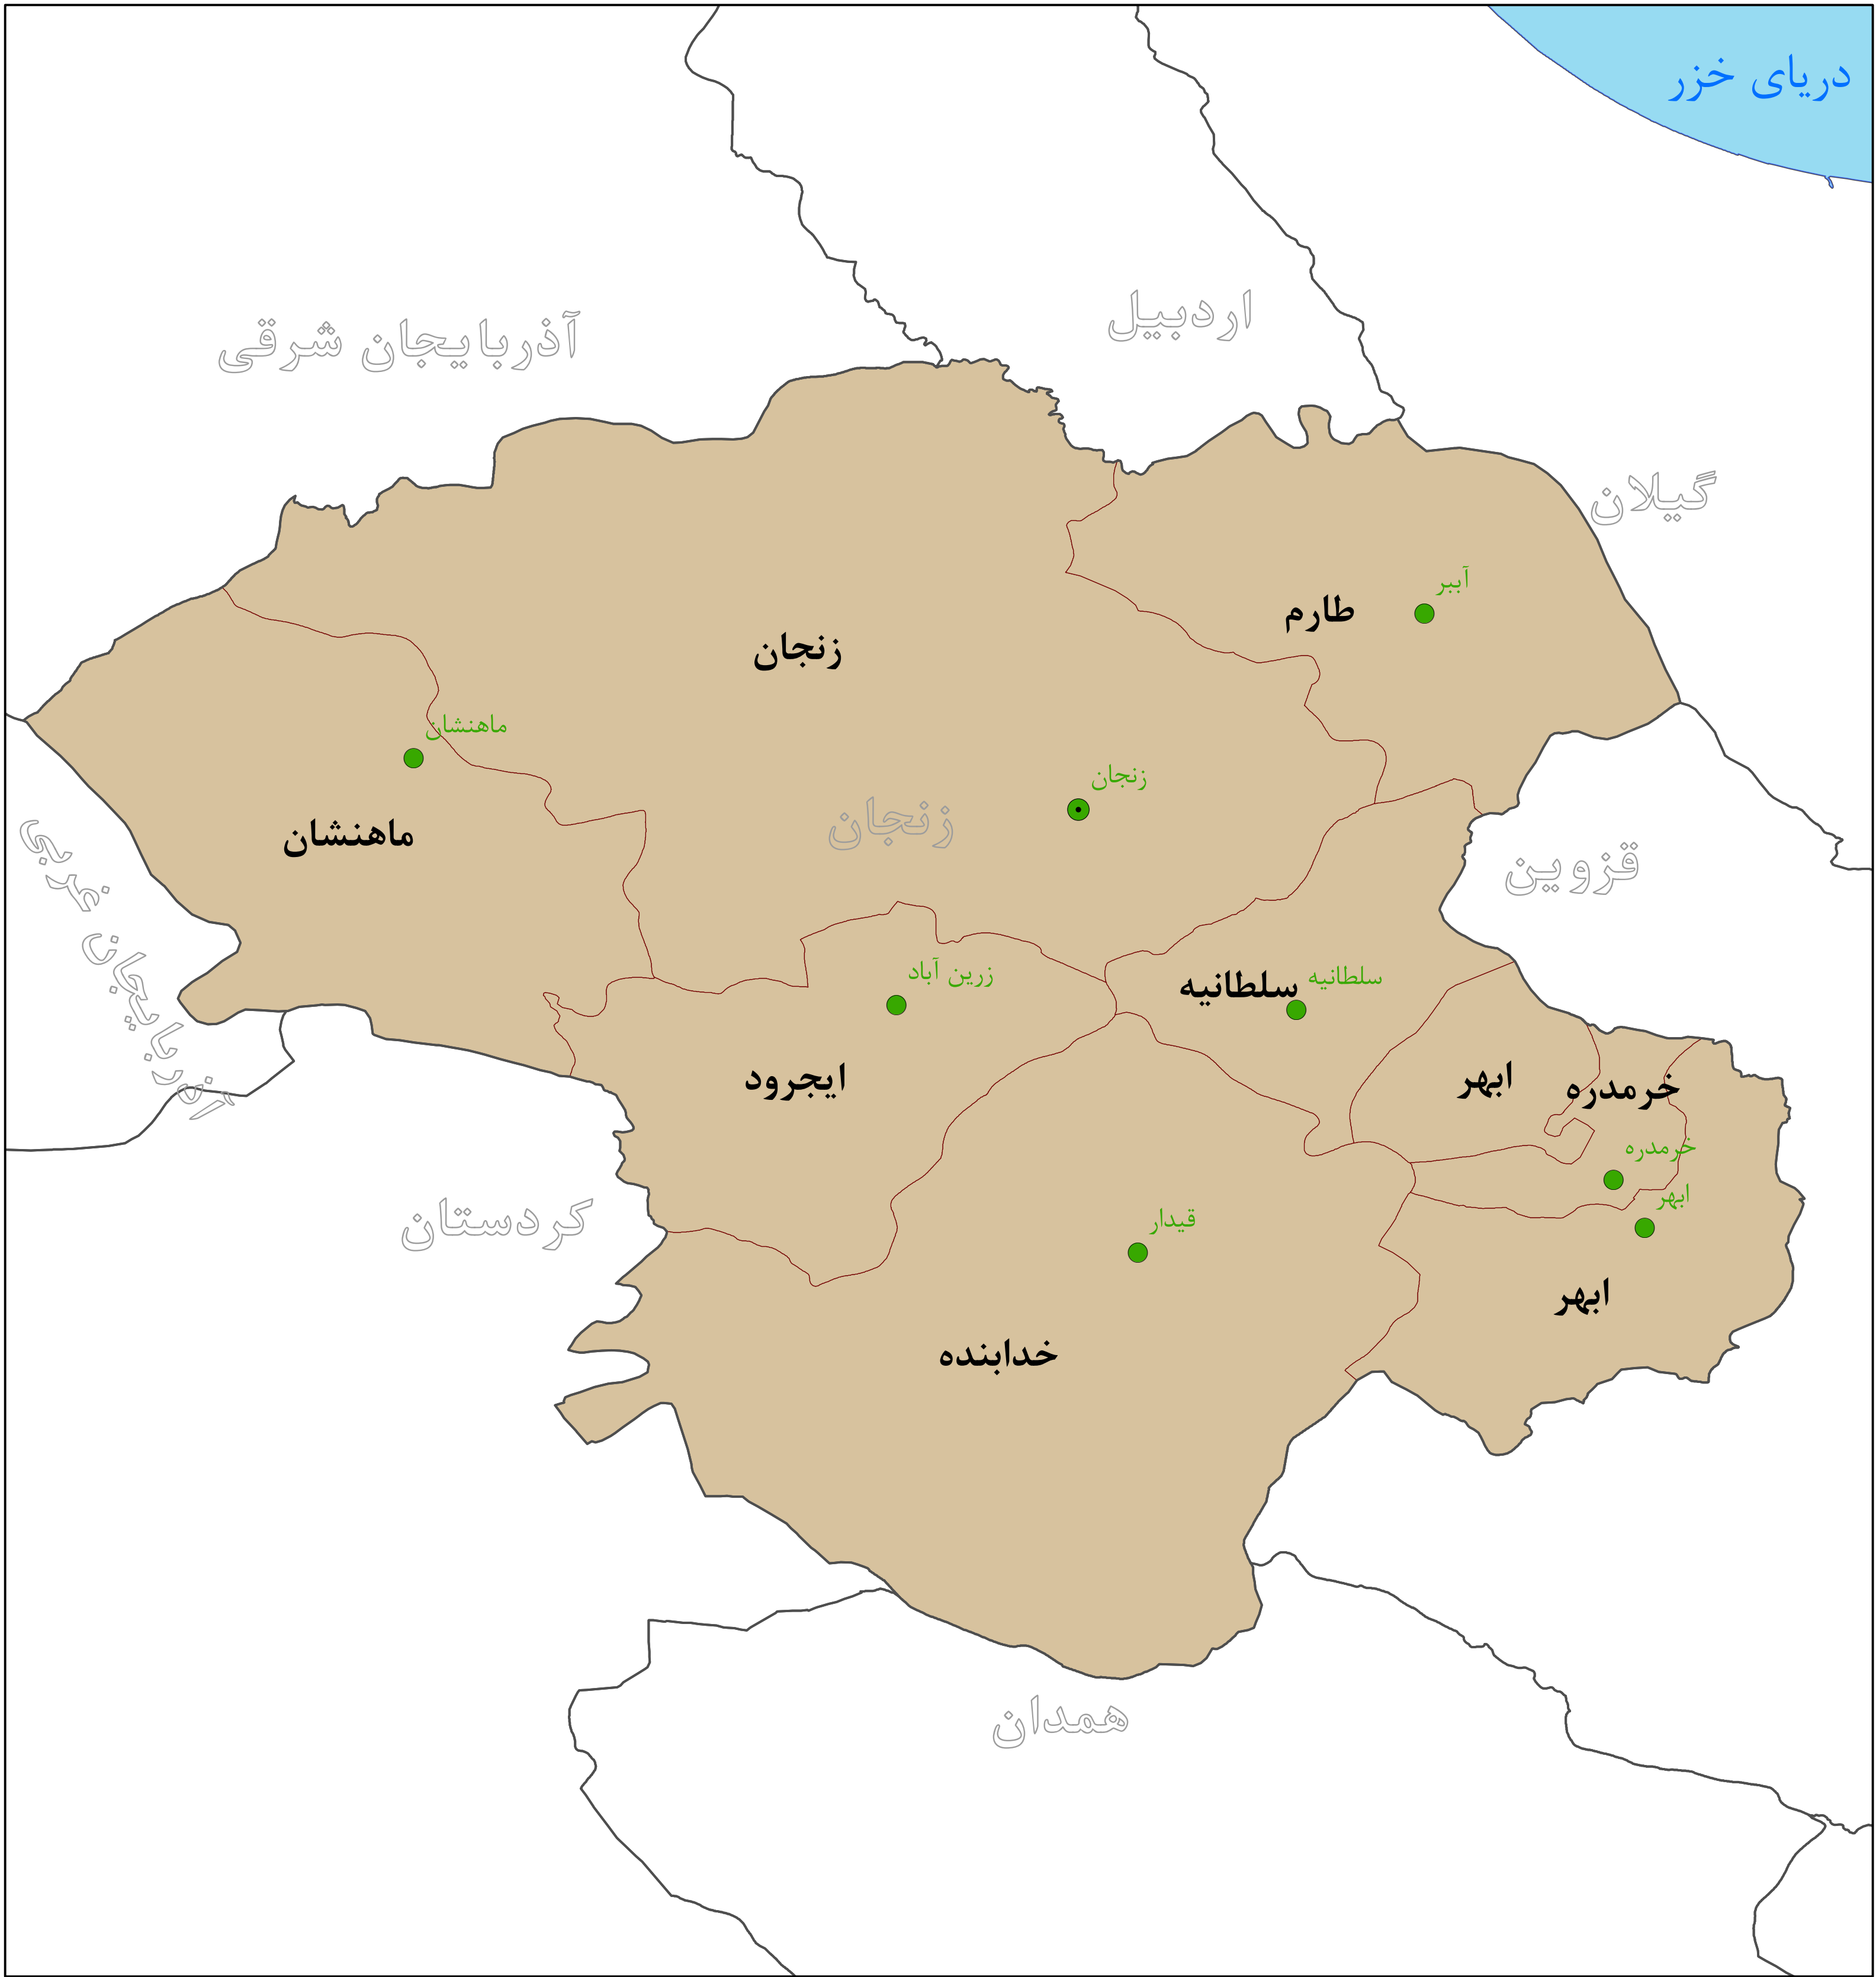 دریای خزر
اردبیل
آذربایجان شرقی
گیلان
آببر
طارم
زنجان
ماهنشان
زنجان
زنجان
ماهنشان
قزوین
آذربایجان غربی
سلطانیه
سلطانیه
زرین آباد
ایجرود
ابهر
خرمدره
خرمدره
ابهر
قیدار
کردستان
ابهر
خدابنده
همدان